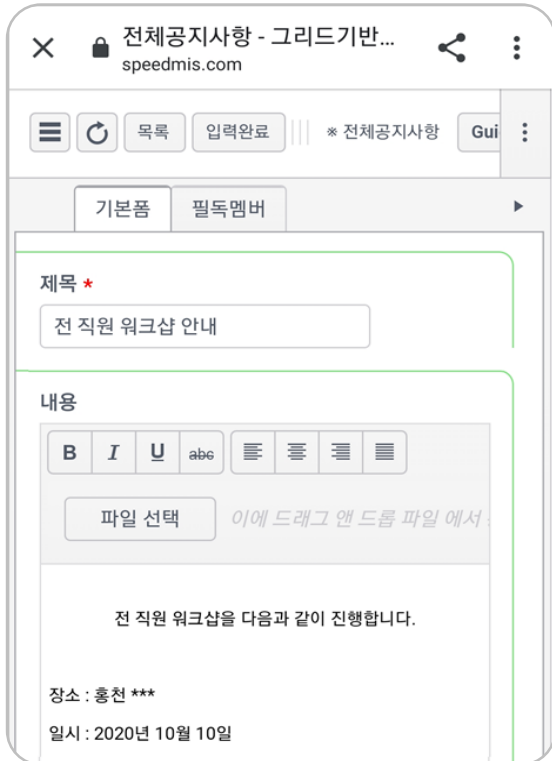 전체공지사항 - 그리드기반...
speedmis.com
목록 입력완료 ※ 전체공지사항 Gui
기본폼 필독멤버
제목 *
전 직원 워크샵 안내
내용
B I U abc
파일 선택 이에 드래그 앤 드롭 파일 에서
전 직원 워크샵을 다음과 같이 진행합니다.
장소 : 홍천 ***
일시 : 2020년 10월 10일